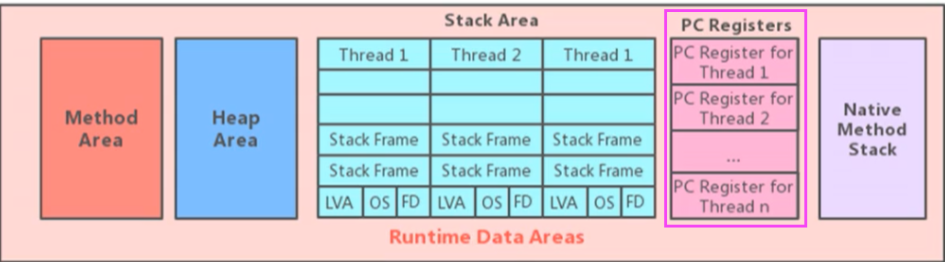 Stack Area
PC Registers
Method
Area
Heap
Area
Thread 1
Thread 2
Thread 1
Stack Frame
Stack Frame
Stack Frame
Stack Frame
Stack Frame
Stack Frame
LVA
OS
FD
LVA
OS
FD
LVA
OS
FD
PC Register for
Thread 1
PC Register for
Thread 2
...
PC Register for
Thread n
Native
Method
Stack
Runtime Data Areas